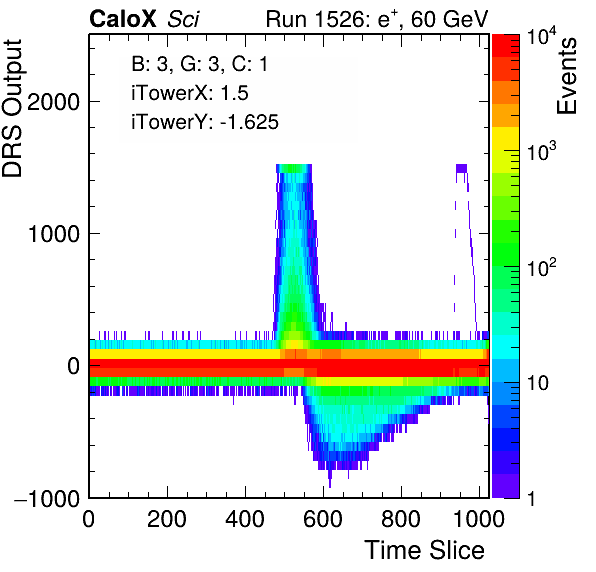 CaloX Sci
Run 1526: e+, 60 GeV
B: 3, G: 3, C: 1
iTowerX: 1.5
iTowerY: -1.625
DRS Output
2000
1000
0
−1000
0 200 400 600 800 1000
Time Slice
Events
10^4
10^3
10^2
10
1